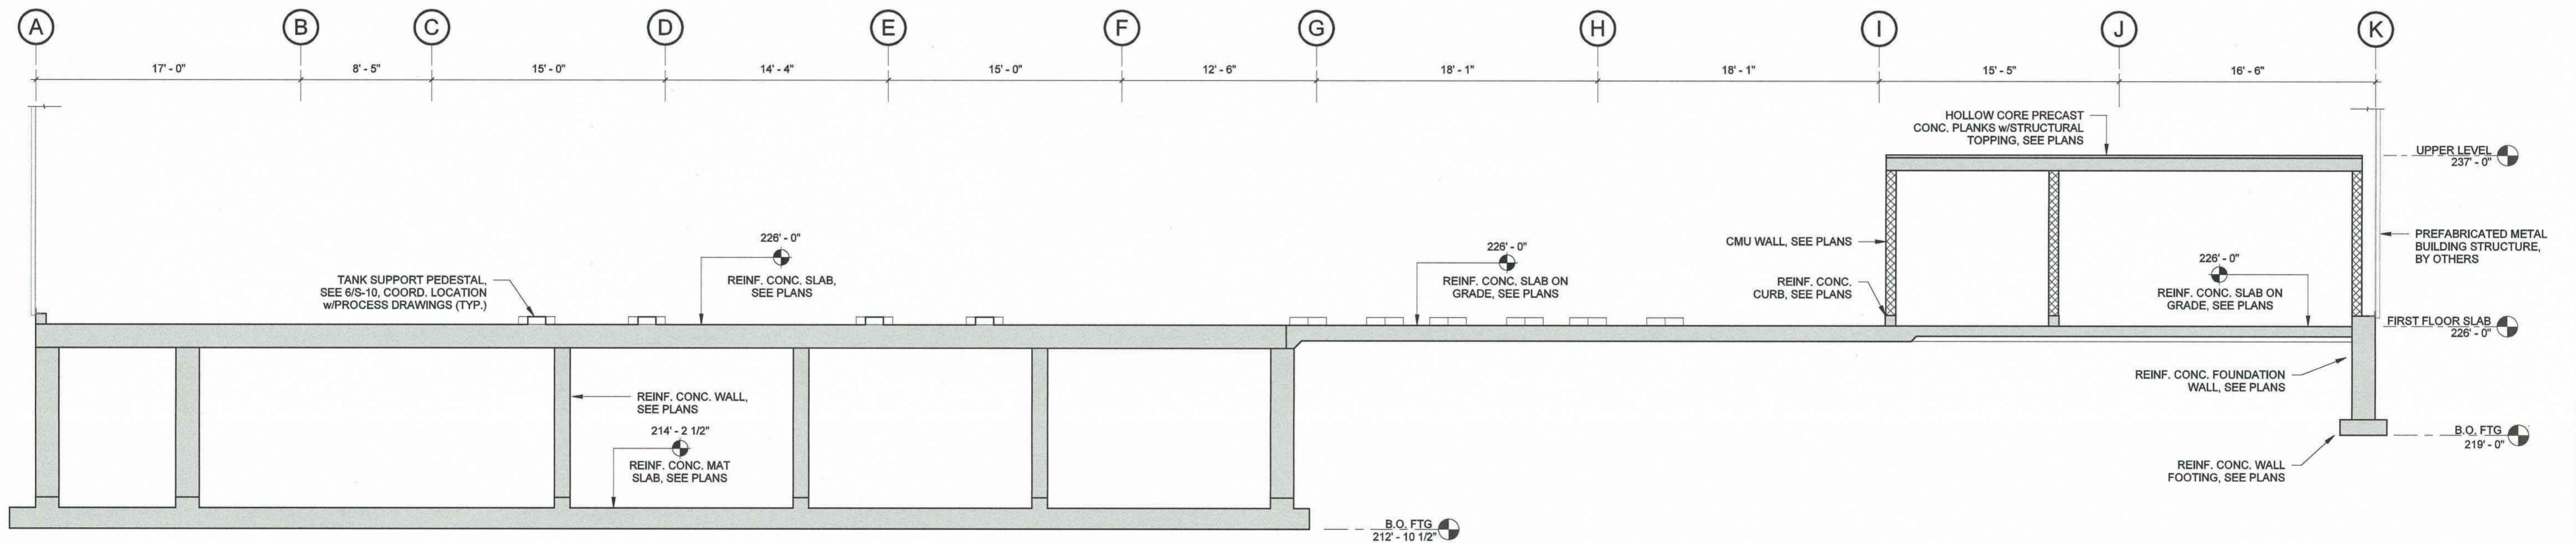 A B C D E F G H I J K
17' - 0" 8' - 5" 15' - 0" 14' - 4" 15' - 0" 12' - 6" 18' - 1" 18' - 1" 15' - 5" 16' - 6"
HOLLOW CORE PRECAST
CONC. PLANKS w/STRUCTURAL
TOPPING, SEE PLANS
UPPER LEVEL
237' - 0"
CMU WALL, SEE PLANS
PREFABRICATED METAL
BUILDING STRUCTURE,
BY OTHERS
226' - 0"
REINF. CONC. SLAB,
SEE PLANS
TANK SUPPORT PEDESTAL,
SEE 6/S-10, COORD. LOCATION
w/PROCESS DRAWINGS (TYP.)
226' - 0"
REINF. CONC. SLAB ON
GRADE, SEE PLANS
REINF. CONC.
CURB, SEE PLANS
226' - 0"
REINF. CONC. SLAB ON
GRADE, SEE PLANS
FIRST FLOOR SLAB
226' - 0"
REINF. CONC. WALL,
SEE PLANS
214' - 2 1/2"
REINF. CONC. MAT
SLAB, SEE PLANS
REINF. CONC. FOUNDATION
WALL, SEE PLANS
B.O. FTG
219' - 0"
REINF. CONC. WALL
FOOTING, SEE PLANS
B.O. FTG
212' - 10 1/2"